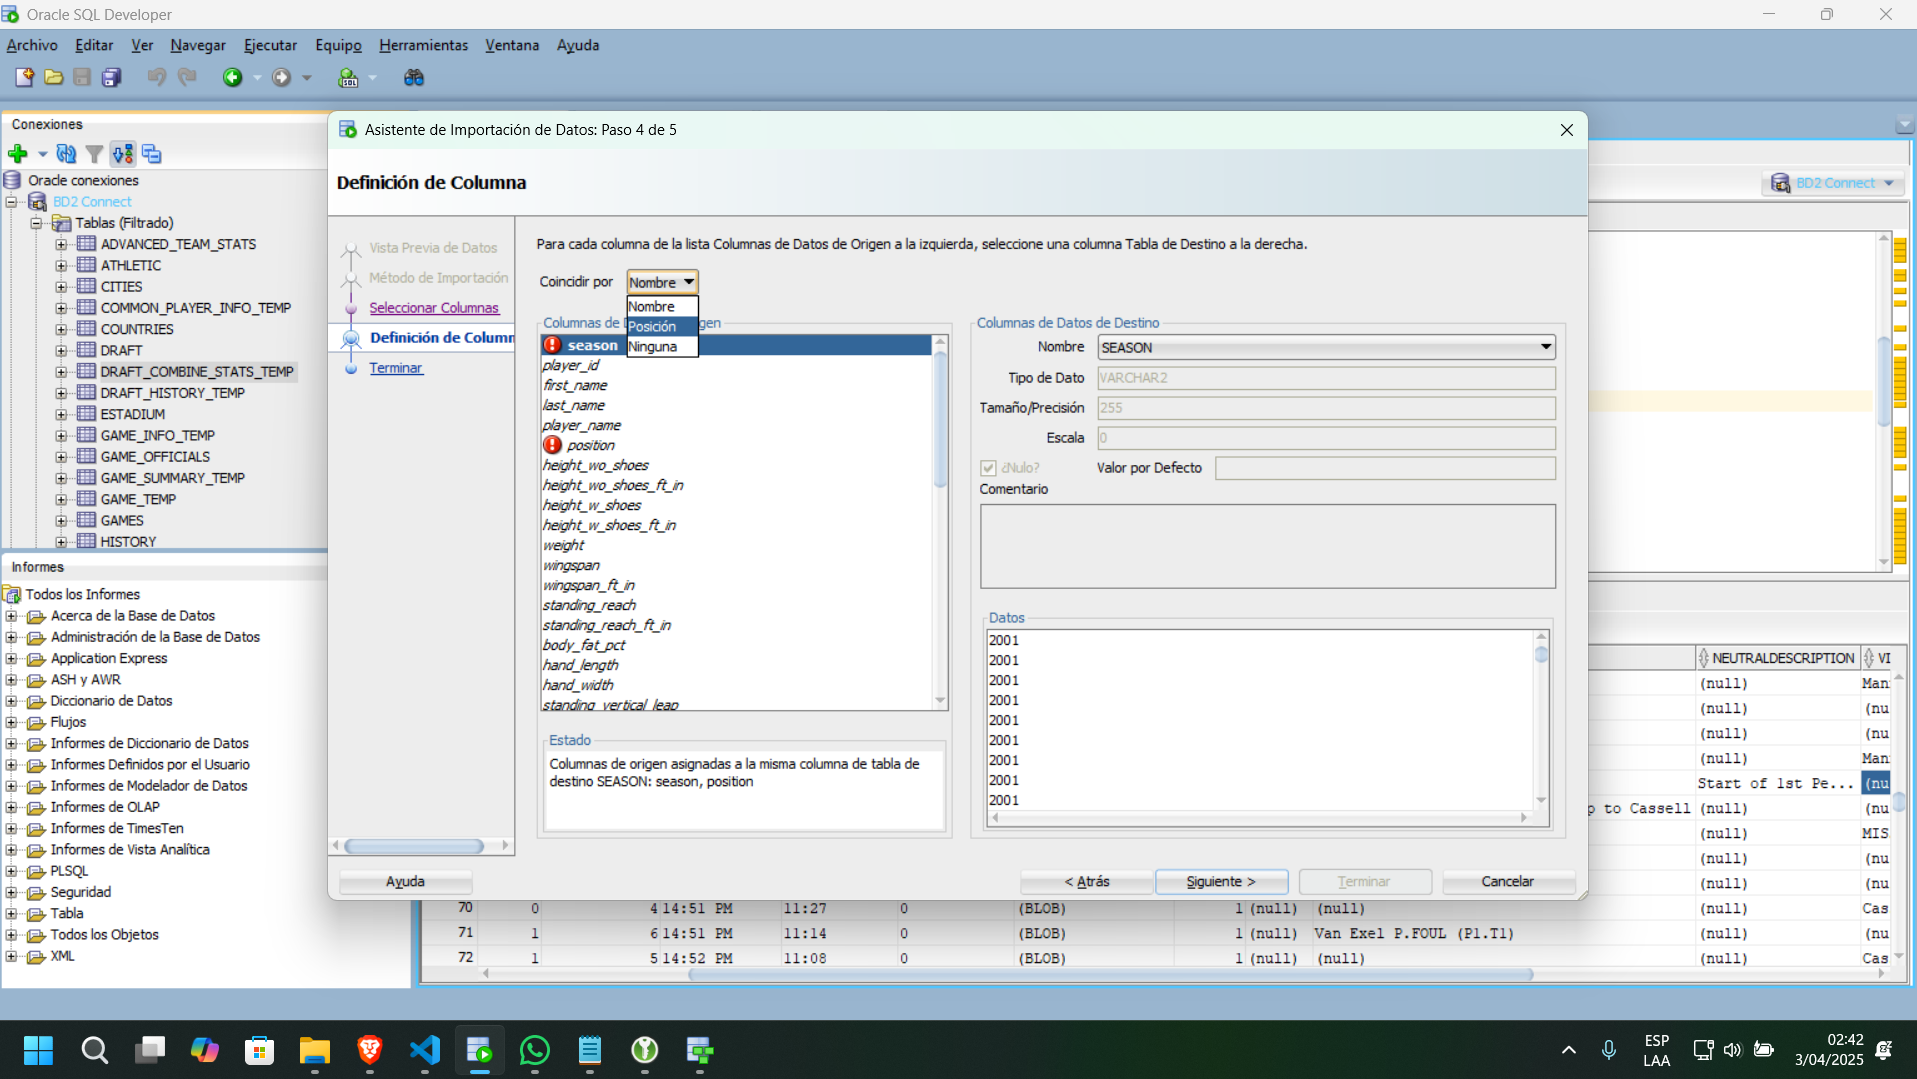 Oracle SQL Developer
Archivo Editar Ver Navegar Ejecutar Equipo Herramientas Ventana Ayuda
Conexiones
Oracle conexiones
BD2 Connect
Tablas (Filtrado)
ADVANCED_TEAM_STATS
ATHLETIC
CITIES
COMMON_PLAYER_INFO_TEMP
COUNTRIES
DRAFT
DRAFT_COMBINE_STATS_TEMP
DRAFT_HISTORY_TEMP
ESTADIUM
GAME_INFO_TEMP
GAME_OFFICIALS
GAME_SUMMARY_TEMP
GAME_TEMP
GAMES
HISTORY
Informes
Todos los Informes
Acerca de la Base de Datos
Administración de la Base de Datos
Application Express
ASH y AWR
Diccionario de Datos
Flujos
Informes de Diccionario de Datos
Informes Definidos por el Usuario
Informes de Modelador de Datos
Informes de OLAP
Informes de TimesTen
Informes de Vista Analítica
PLSQL
Seguridad
Tabla
Todos los Objetos
XML
Asistente de Importación de Datos: Paso 4 de 5
Definición de Columna
Vista Previa de Datos
Método de Importación
Seleccionar Columnas
Definición de Column
Terminar
Para cada columna de la lista Columnas de Datos de Origen a la izquierda, seleccione una columna Tabla de Destino a la derecha.
Coincidir por Nombre
Nombre
Posición
Ninguna
Columnas de D gen
season
player_id
first_name
last_name
player_name
position
height_wo_shoes
height_wo_shoes_ft_in
height_w_shoes
height_w_shoes_ft_in
weight
wingspan
wingspan_ft_in
standing_reach
standing_reach_ft_in
body_fat_pct
hand_length
hand_width
standing_vertical_leap
Estado
Columnas de origen asignadas a la misma columna de tabla de
destino SEASON: season, position
Columnas de Datos de Destino
Nombre SEASON
Tipo de Dato VARCHAR2
Tamaño/Precisión 255
Escala 0
¿Nulo? Valor por Defecto
Comentario
Datos
2001
2001
2001
2001
2001
2001
2001
2001
2001
Ayuda < Atrás Siguiente > Terminar Cancelar
BD2 Connect
NEUTRALDESCRIPTION VI
(null) Man
(null) (nu
(null) (nu
(null) Man
Start of 1st Pe... (nu
p to Cassell (null) (nu
(null) MIS
(null) (nu
(null) (nu
70 0 4 14:51 PM 11:27 0 (BLOB) 1 (null) (null) (null) Cas
71 1 6 14:51 PM 11:14 0 (BLOB) 1 (null) Van Exel P.FOUL (P1.T1) (null) (nu
72 1 5 14:52 PM 11:08 0 (BLOB) 1 (null) (null) (null) Cas
ESP
LAA
02:42
3/04/2025